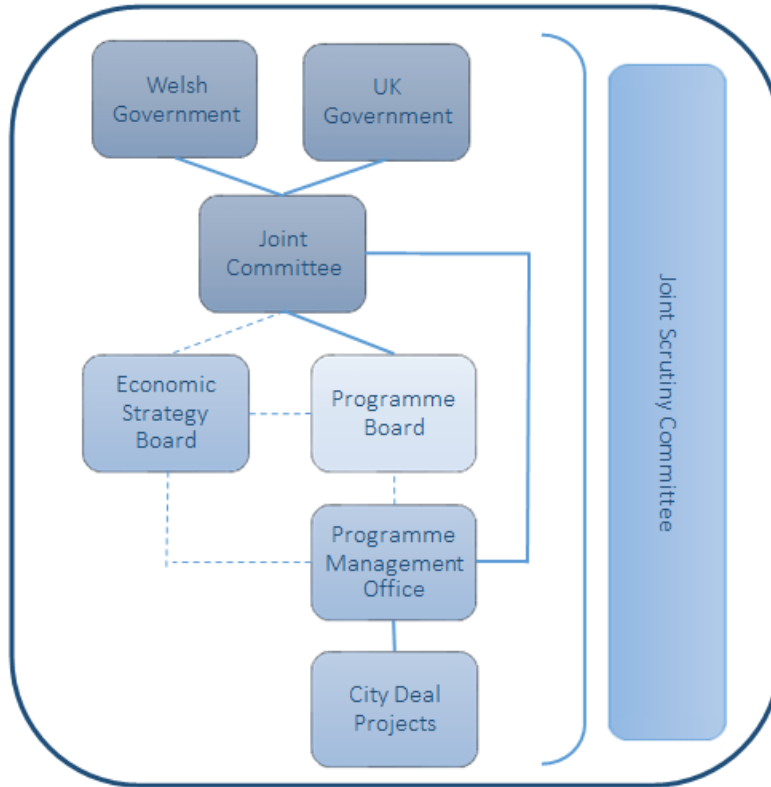 Welsh
Government
UK
Government
Joint
Committee
Economic
Strategy
Board
Programme
Board
Programme
Management
Office
City Deal
Projects
Joint Scrutiny Committee